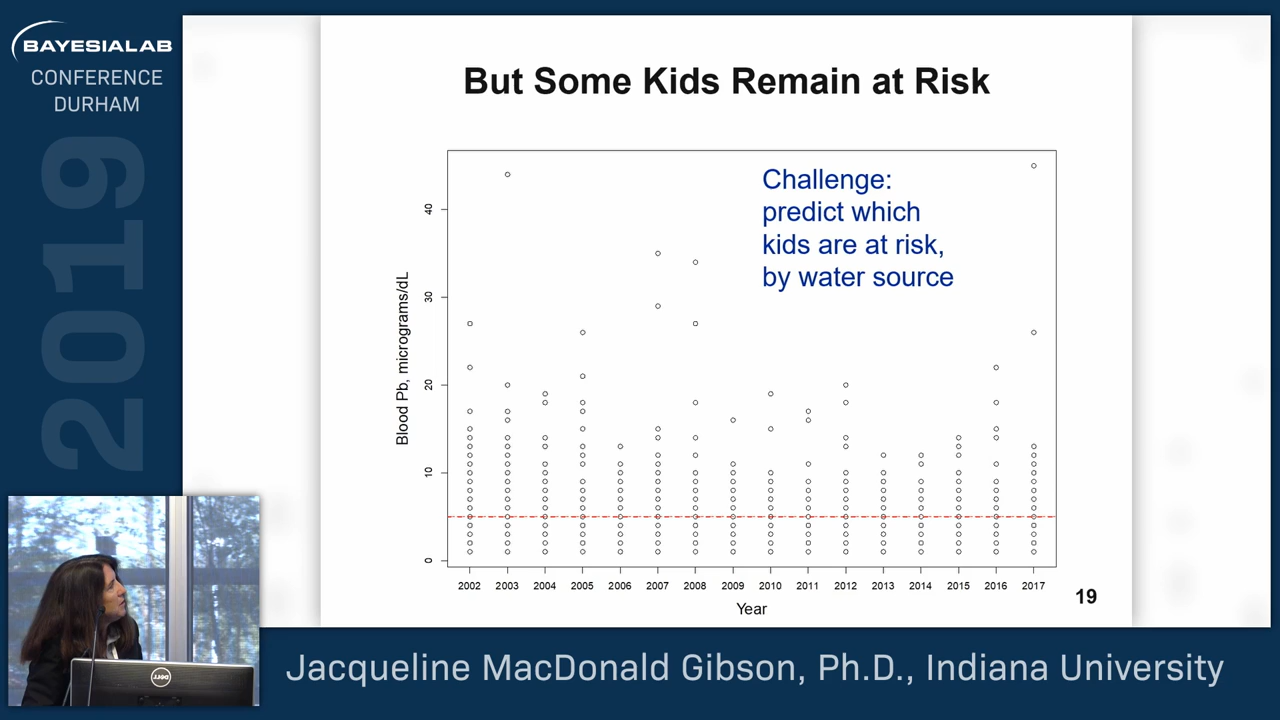 BAYESIALAB
CONFERENCE
DURHAM
2019
But Some Kids Remain at Risk
Challenge:
predict which
kids are at risk,
by water source
Blood Pb, micrograms/dL
40
30
20
10
0
2002 2003 2004 2005 2006 2007 2008 2009 2010 2011 2012 2013 2014 2015 2016 2017
Year
19
DELL
Jacqueline MacDonald Gibson, Ph.D., Indiana University